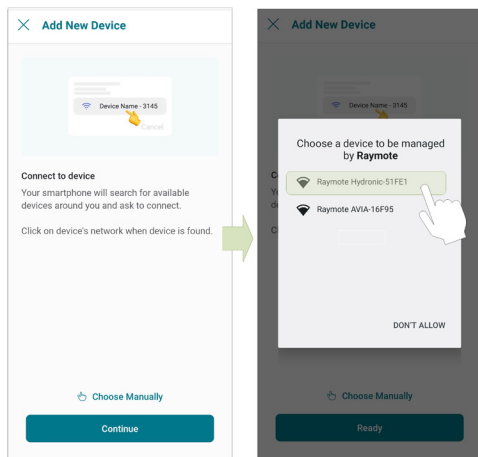 Add New Device
Device Name - 3145
Cancel
Connect to device
Your smartphone will search for available
devices around you and ask to connect.
Click on device's network when device is found.
Choose Manually
Continue
Add New Device
Device Name - 3145
Choose a device to be managed
by Raymote
Raymote Hydronic-51FE1
Raymote AVIA-16F95
DON'T ALLOW
Choose Manually
Ready